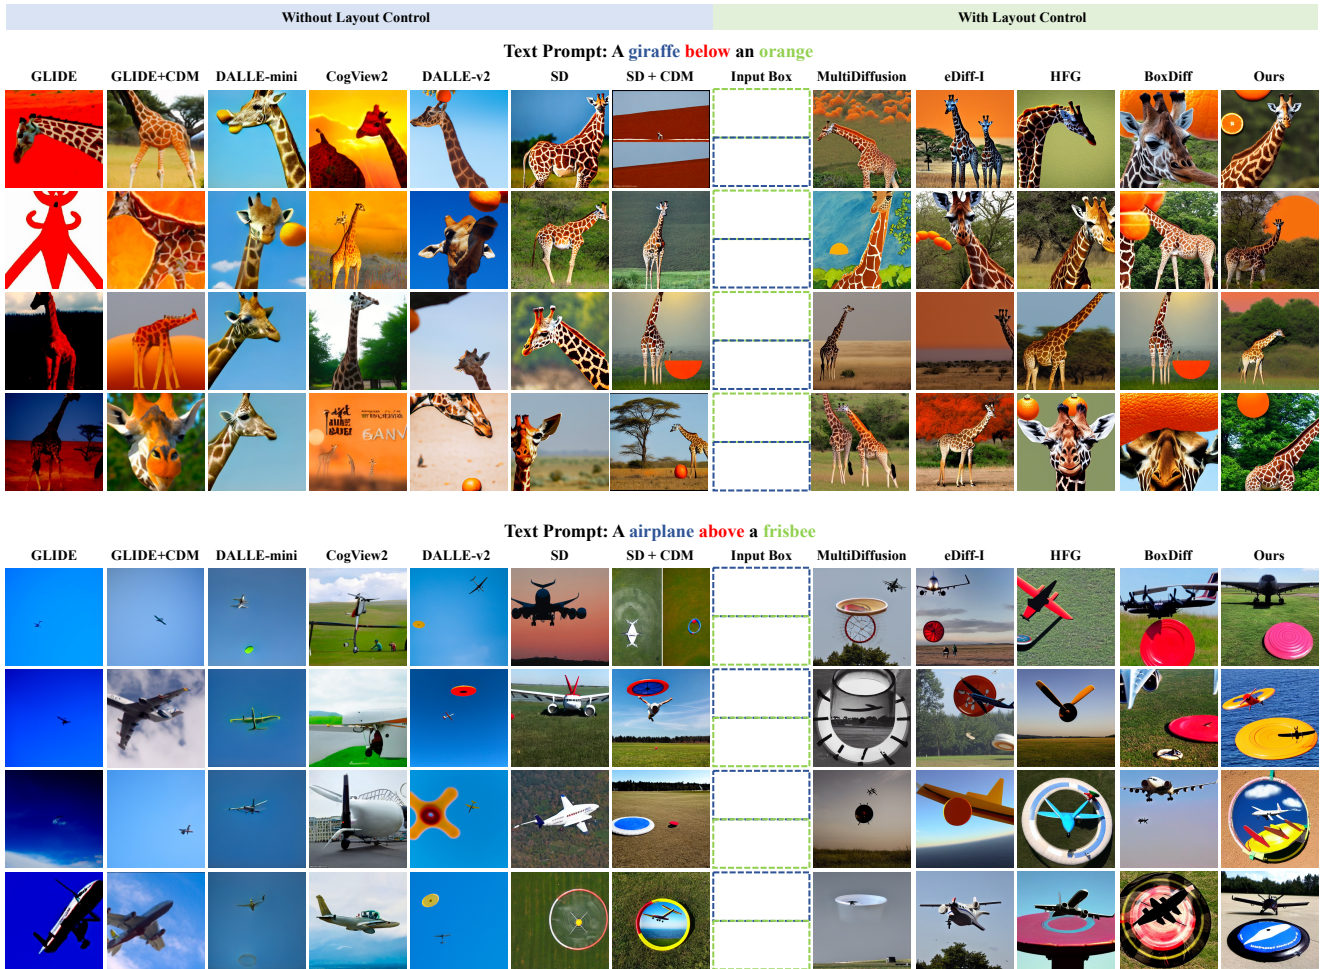 Without Layout Control
With Layout Control
Text Prompt: A giraffe below an orange
GLIDE GLIDE+CDM DALLE-mini CogView2 DALLE-v2 SD SD + CDM Input Box MultiDiffusion eDiff-I HFG BoxDiff Ours
Text Prompt: A airplane above a frisbee
GLIDE GLIDE+CDM DALLE-mini CogView2 DALLE-v2 SD SD + CDM Input Box MultiDiffusion eDiff-I HFG BoxDiff Ours